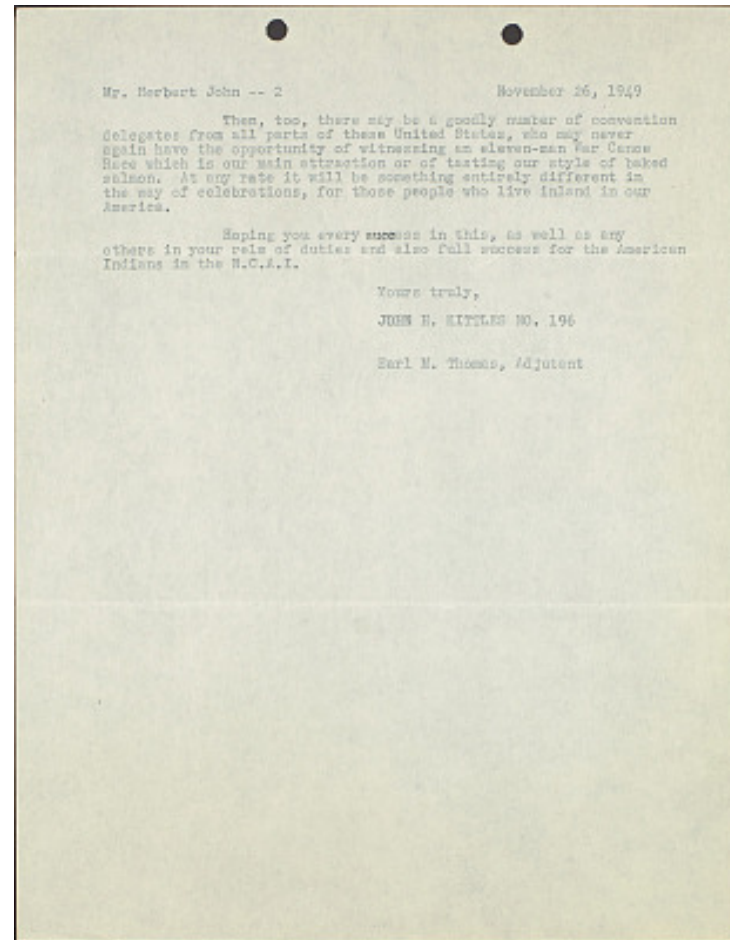 Mr. Herbert John -- 2 November 26, 1949
Then, too, there may be a goodly number of convention
delegates from all parts of these United States, who may never
again have the opportunity of witnessing an eleven-man War Canoe
Race which is our main attraction or of tasting our style of baked
salmon. At any rate it will be something entirely different in
the way of celebrations, for those people who live inland in our
America.
Hoping you every success in this, as well as any
others in your relm of duties and also full success for the American
Indians in the N.C.A.I.
Yours truly,
JOHN H. KITTLES NO. 196
Earl M. Thomas, Adjutant